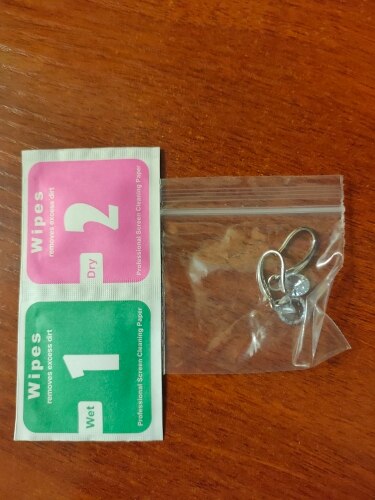 Wipes
removes excess dirt
Wet 1
Professional Screen Cleaning Paper
Wipes
removes excess dirt
Dry 2
Professional Screen Cleaning Paper